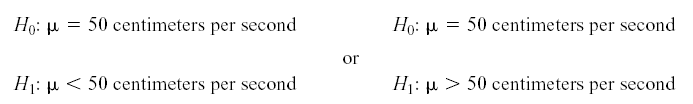 H₀: μ = 50 centimeters per second H₀: μ = 50 centimeters per second
or
H₁: μ < 50 centimeters per second H₁: μ > 50 centimeters per second